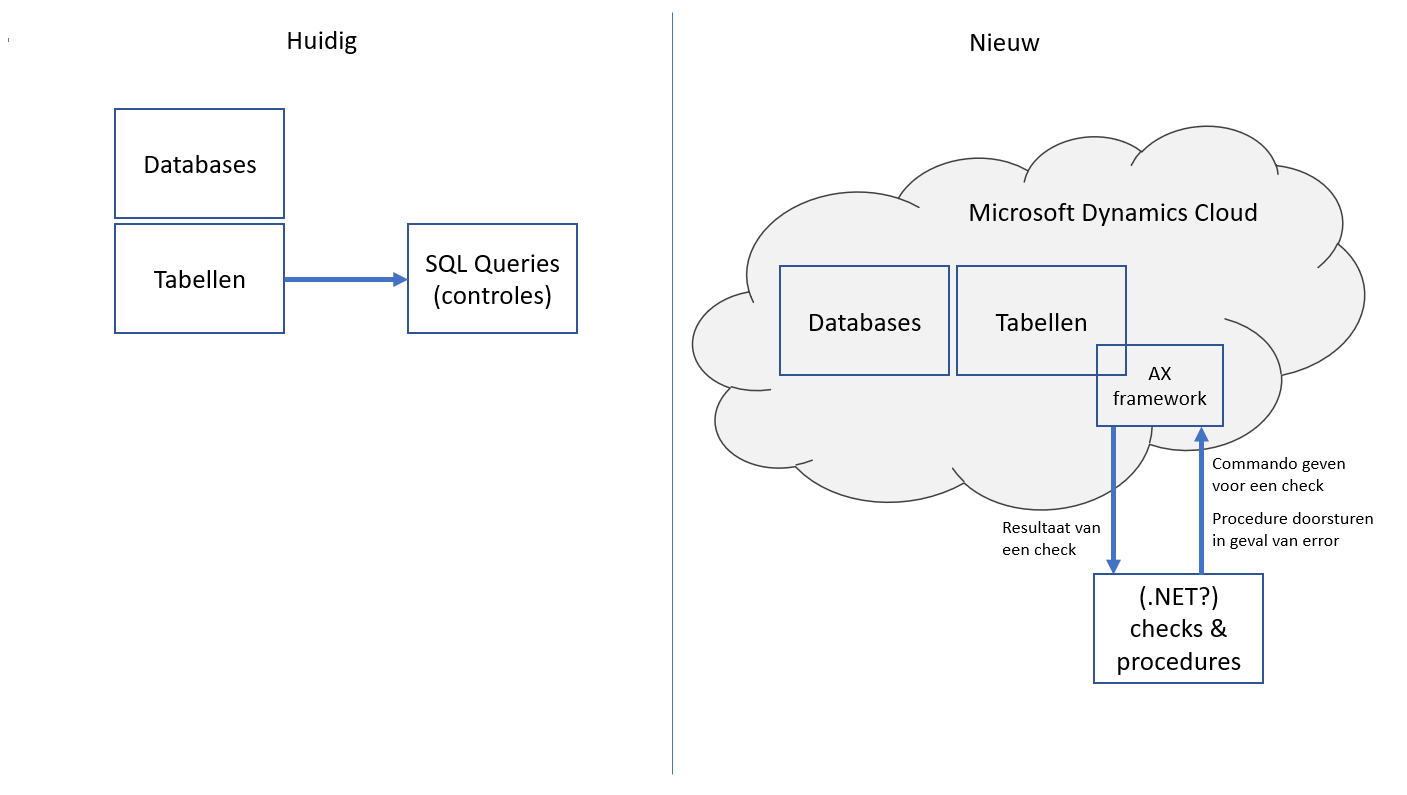 Huidig
Databases
Tabellen
SQL Queries
(controles)
Nieuw
Microsoft Dynamics Cloud
Databases
Tabellen
AX
framework
Commando geven
voor een check
Procedure doorsturen
in geval van error
Resultaat van
een check
(.NET?)
checks &
procedures